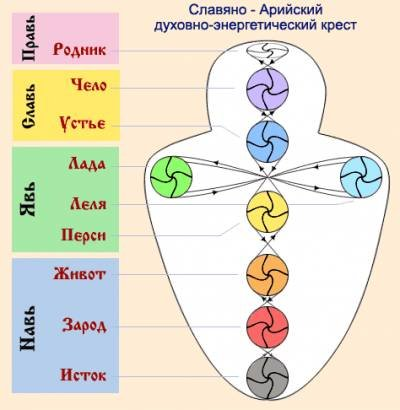 Славяно - Арийский
духовно-энергетический крест
Правь
Родник
Славь
Чело
Устье
Явь
Лада
Леля
Перси
Навь
Живот
Зарод
Исток